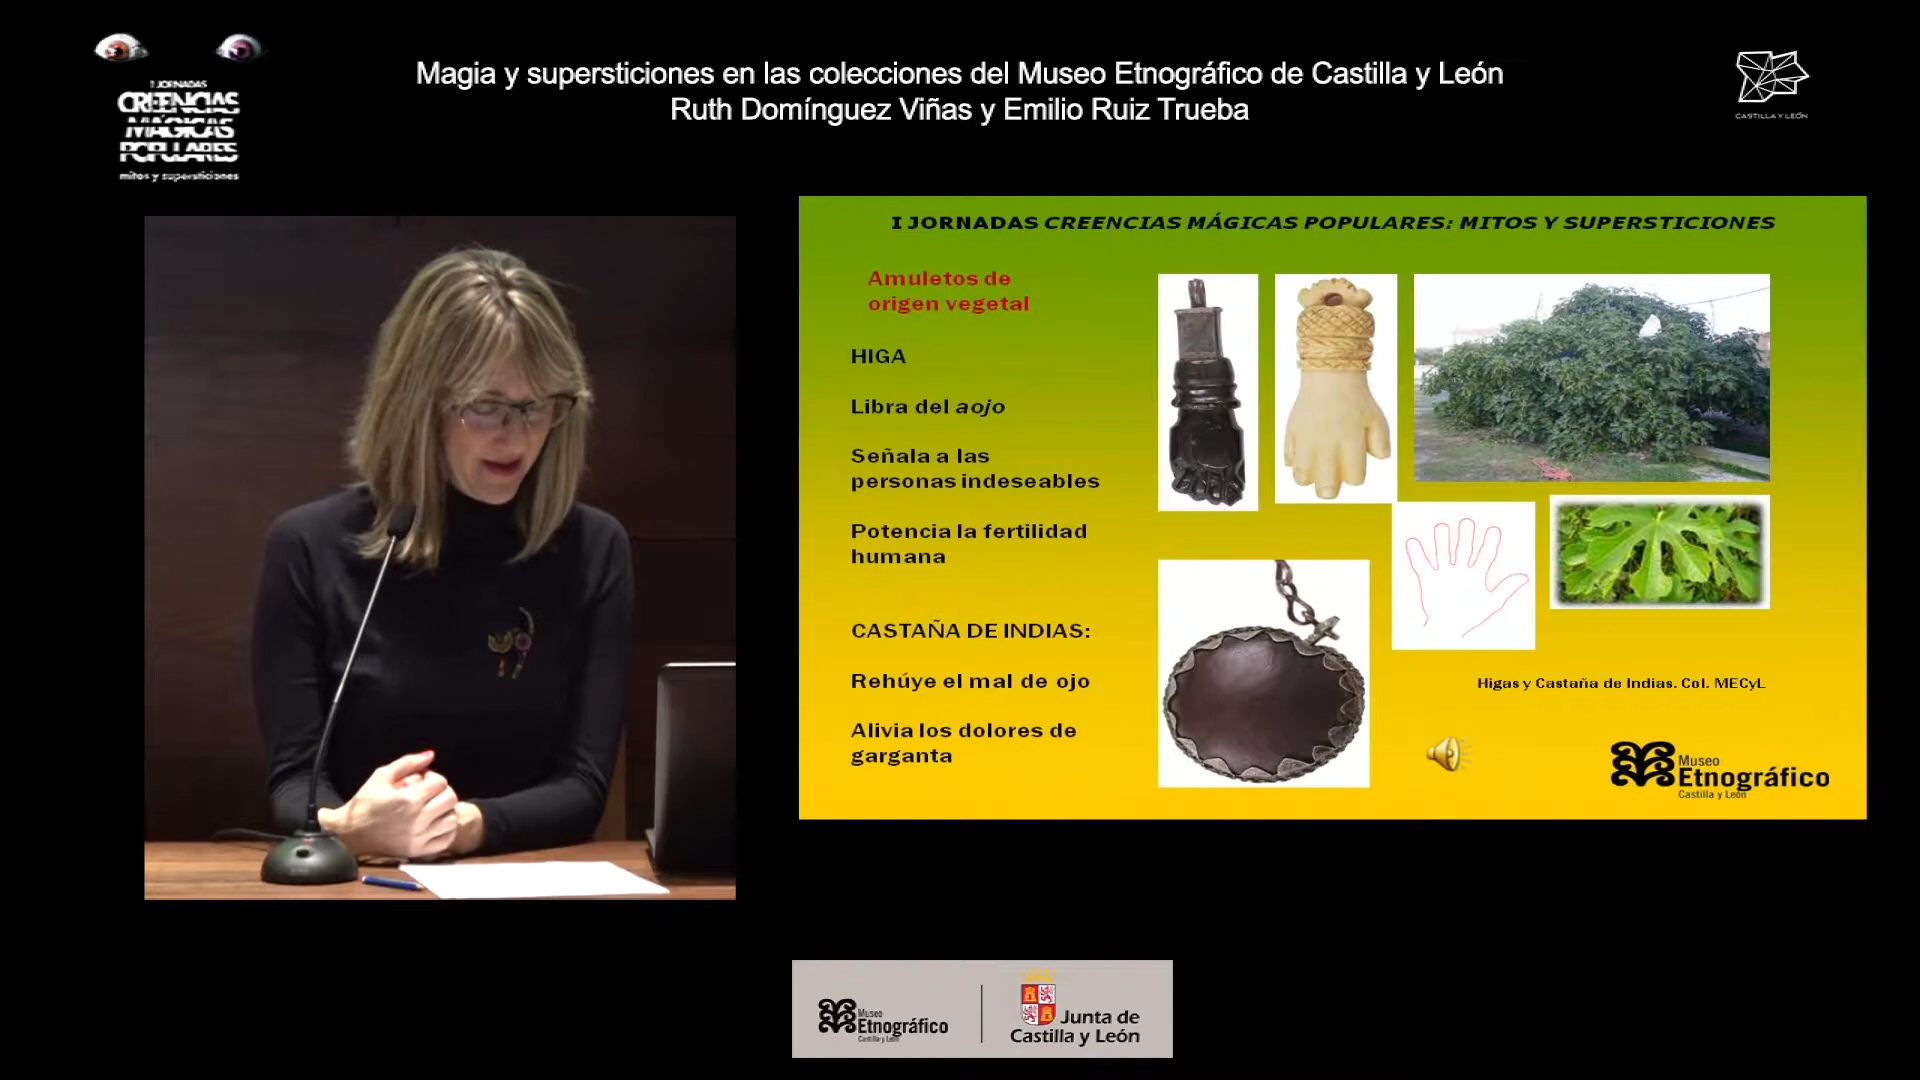 I JORNADAS
CREENCIAS
MÁGICAS
POPULARES
mitos y supersticiones
Magia y supersticiones en las colecciones del Museo Etnográfico de Castilla y León
Ruth Domínguez Viñas y Emilio Ruiz Trueba
CASTILLA Y LEÓN
I JORNADAS CREENCIAS MÁGICAS POPULARES: MITOS Y SUPERSTICIONES
Amuletos de
origen vegetal
HIGA
Libra del aojo
Señala a las
personas indeseables
Potencia la fertilidad
humana
CASTAÑA DE INDIAS:
Rehúye el mal de ojo
Alivia los dolores de
garganta
Higas y Castaña de Indias. Col. MECyL
Museo
Etnográfico
Castilla y León
Museo
Etnográfico
Castilla y León
Junta de
Castilla y León